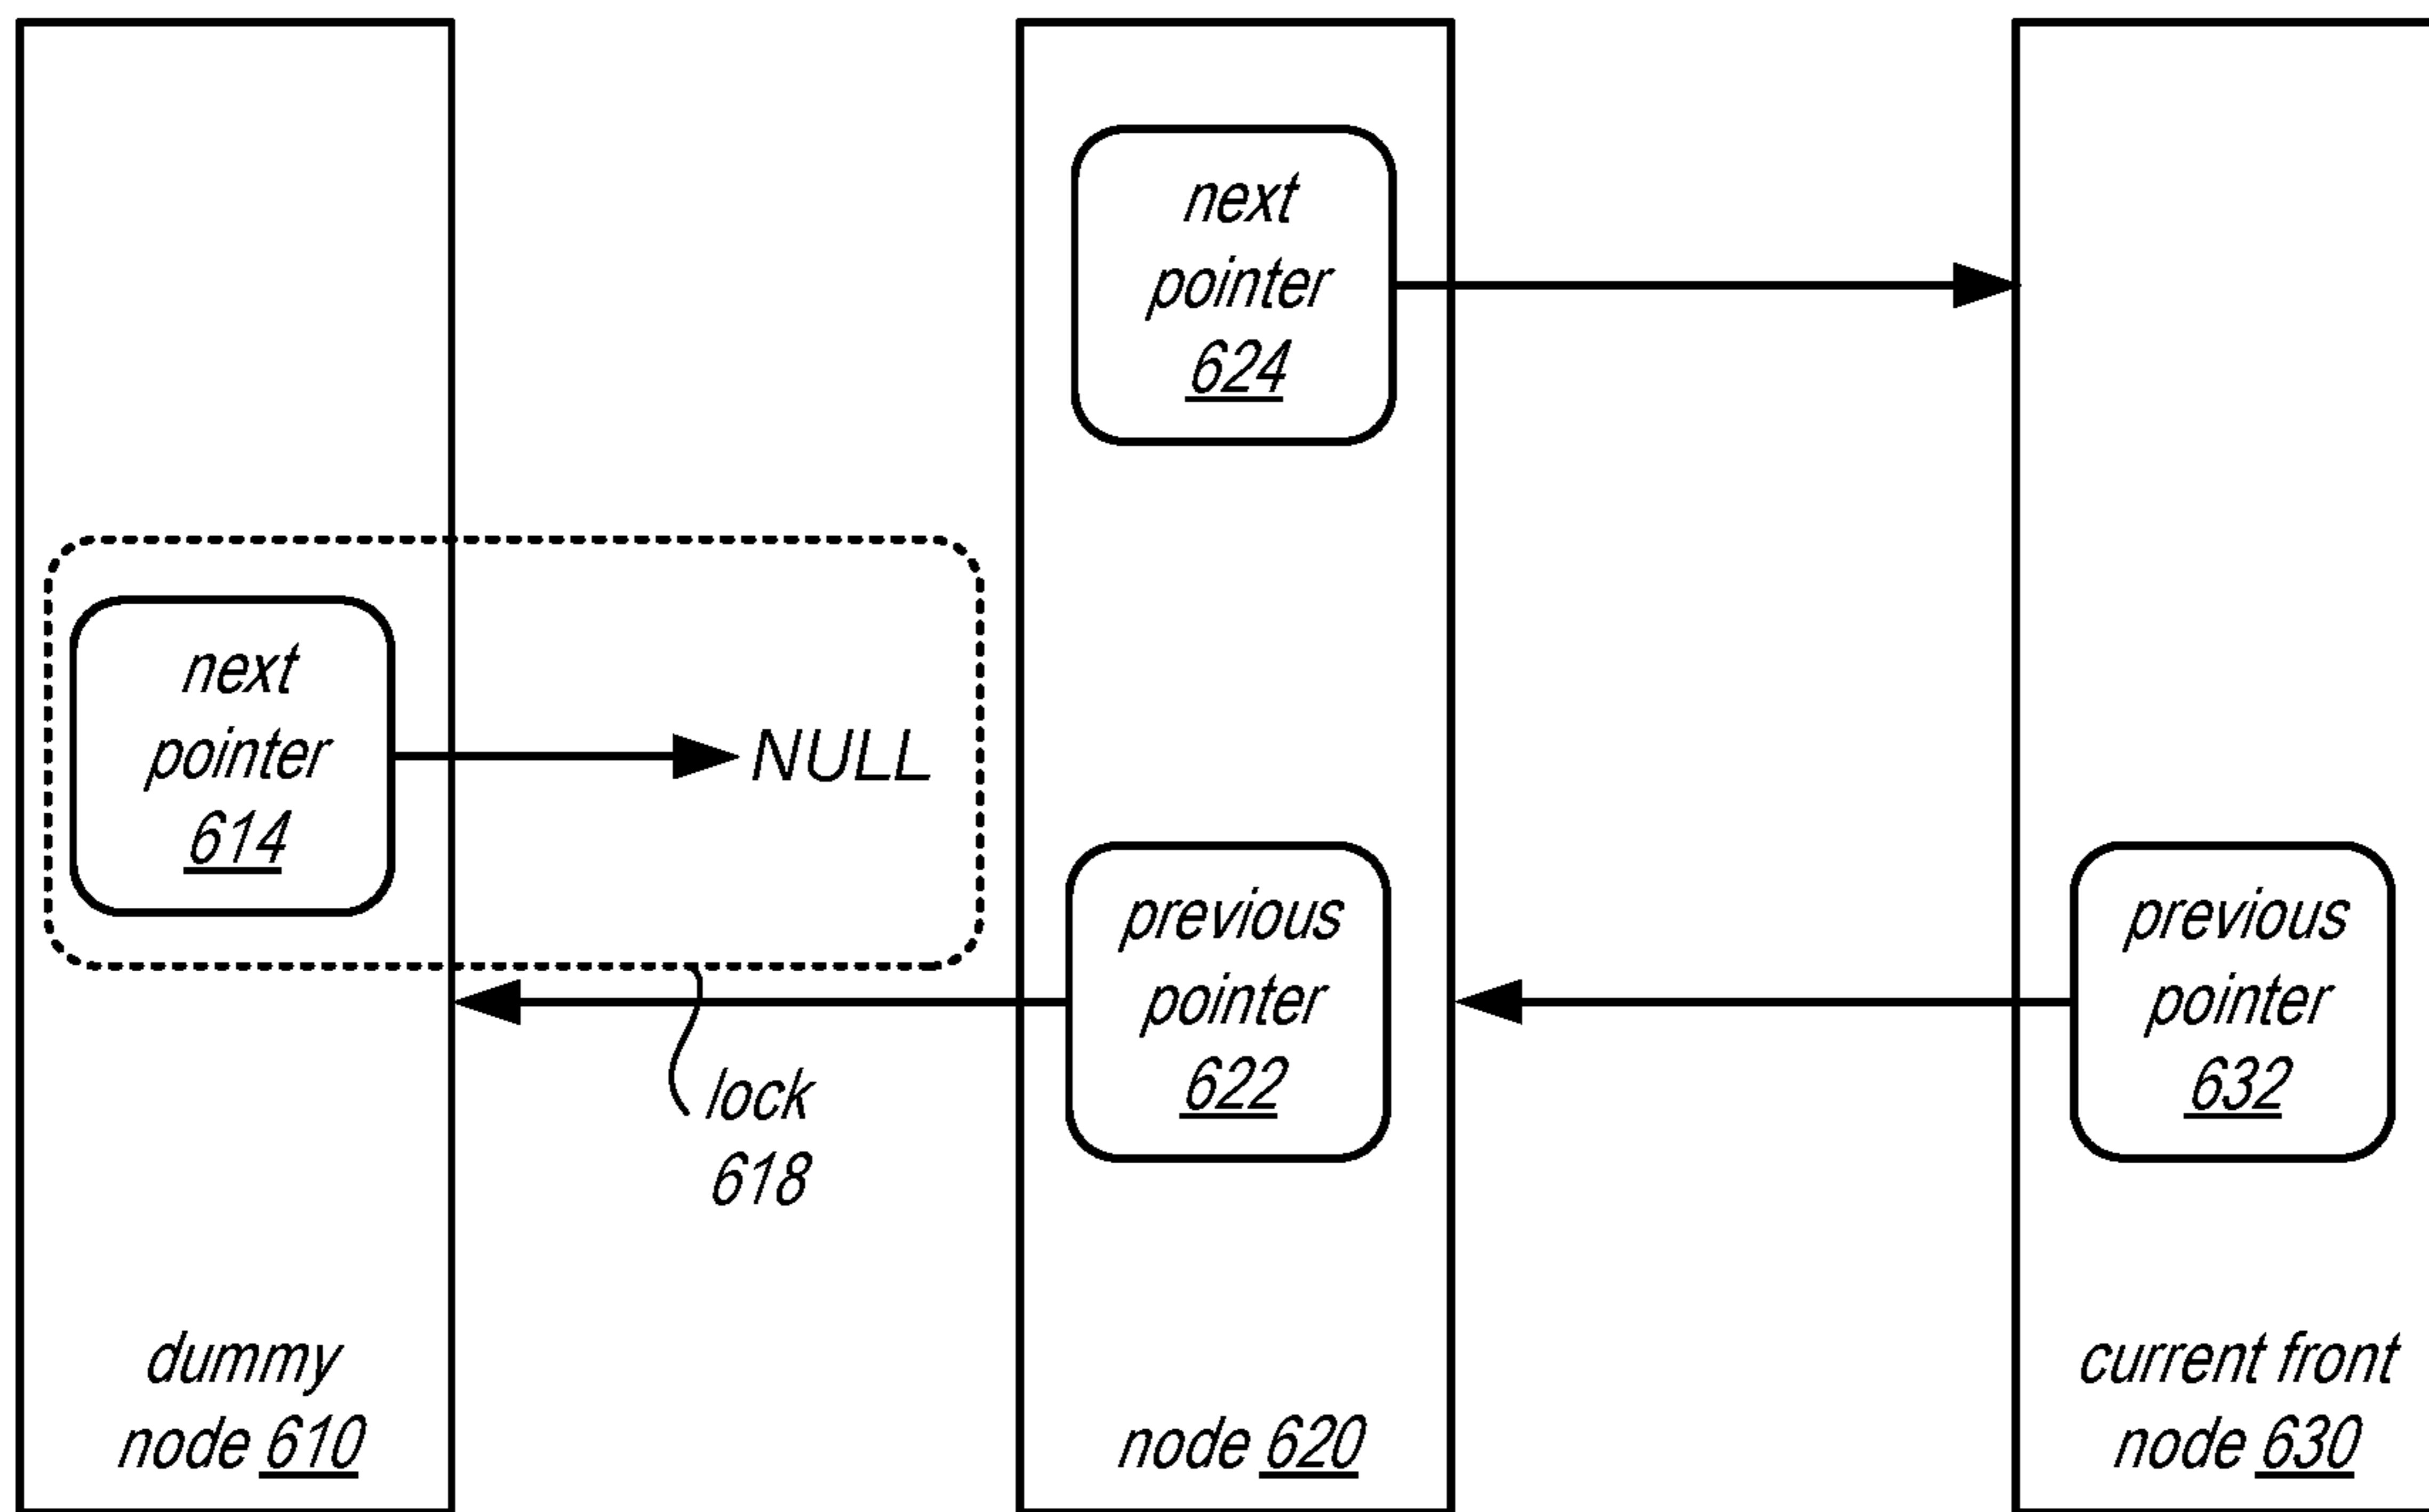 next
pointer
624
next
pointer
614
NULL
previous
pointer
622
previous
pointer
632
lock
618
dummy
node 610
node 620
current front
node 630